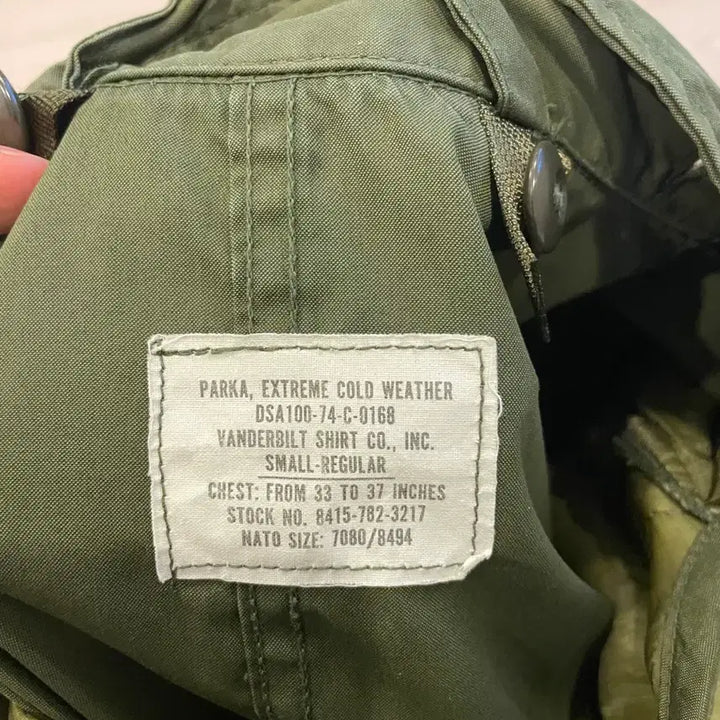 PARKA, EXTREME COLD WEATHER
DSA100-74-C-0168
VANDERBILT SHIRT CO., INC.
SMALL-REGULAR
CHEST: FROM 33 TO 37 INCHES
STOCK NO. 8415-782-3217
NATO SIZE: 7080/8494